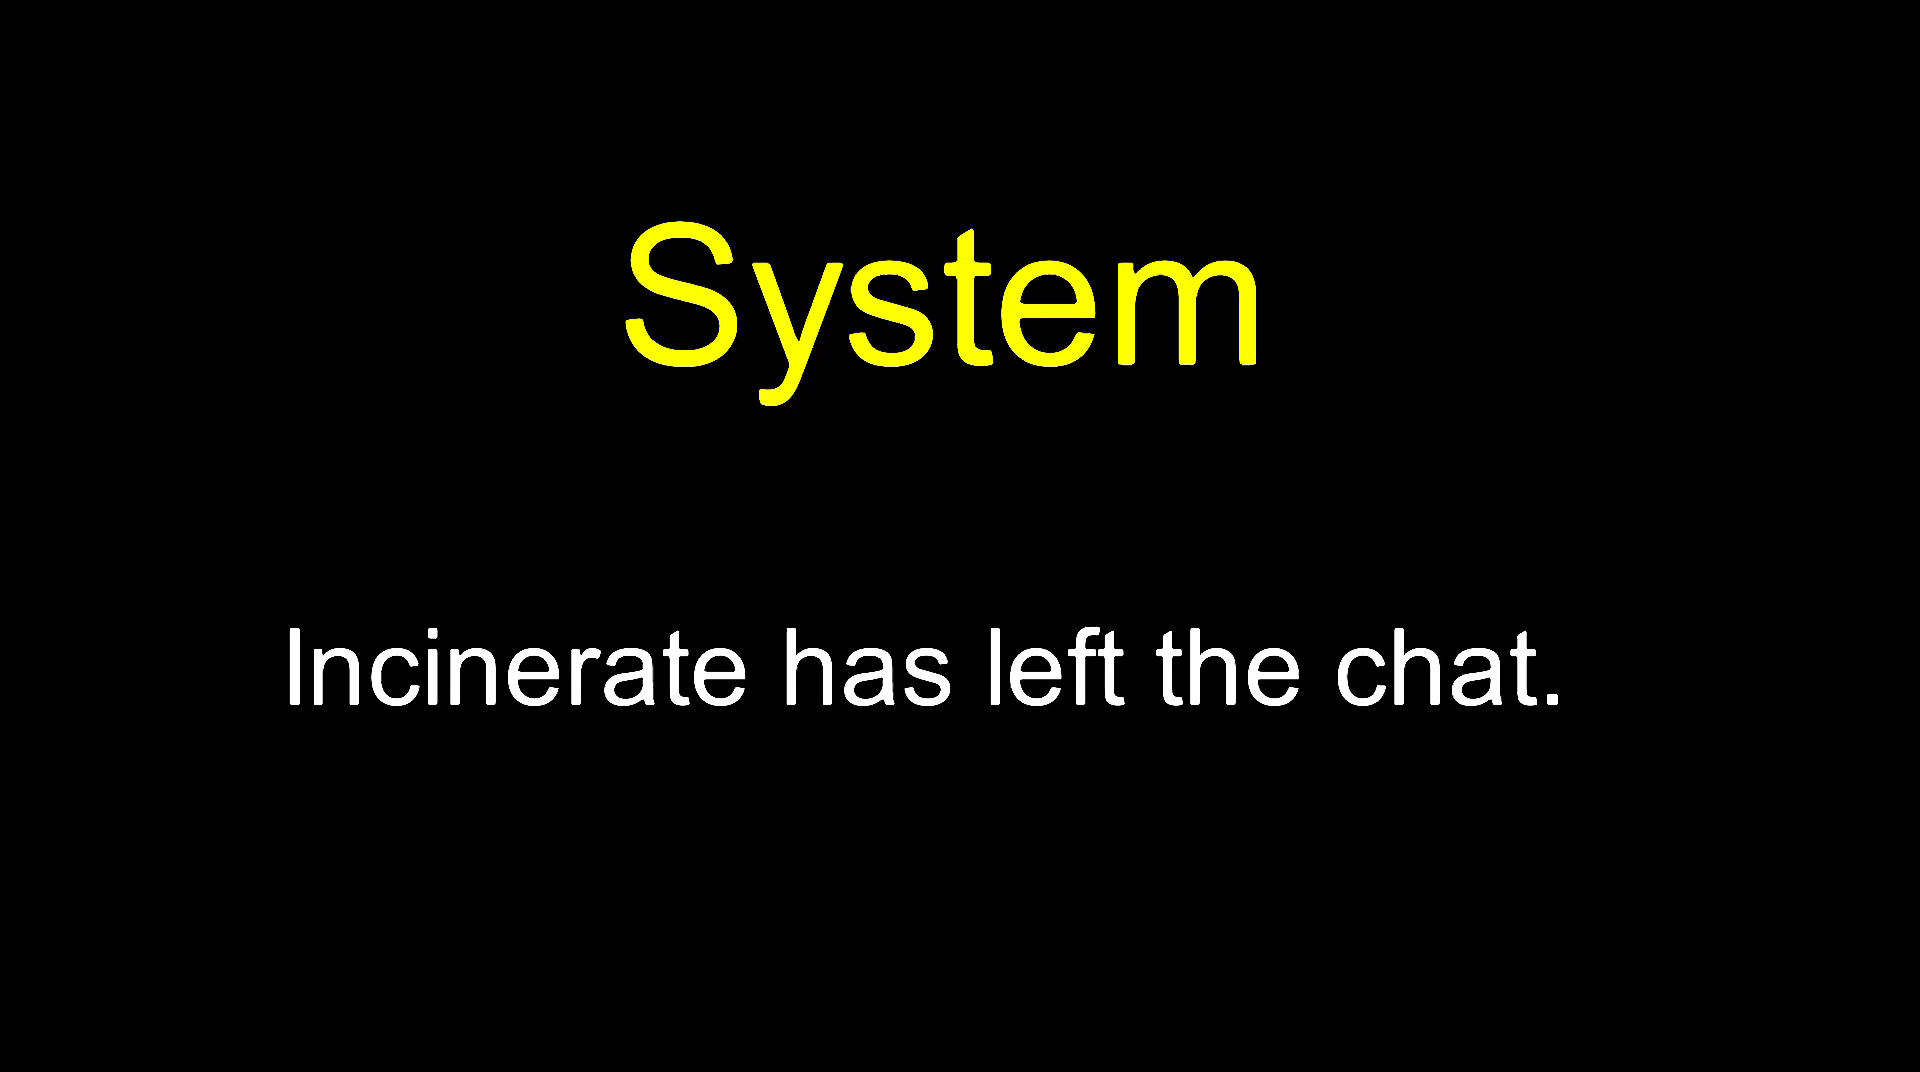 System
Incinerate has left the chat.